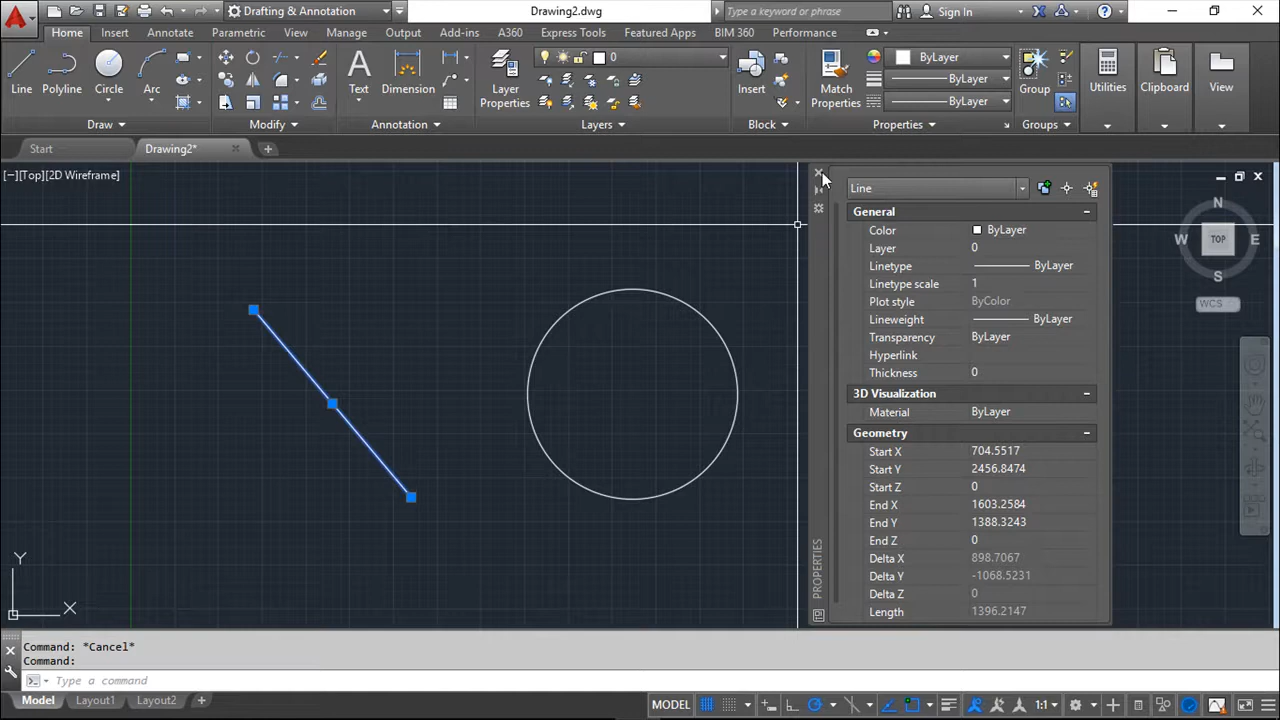 Drafting & Annotation
Drawing2.dwg
Type a keyword or phrase
Sign In
Home Insert Annotate Parametric View Manage Output Add-ins A360 Express Tools Featured Apps BIM 360 Performance
Line Polyline Circle Arc
Draw
Modify
Text Dimension
Annotation
Layer Properties
0
Layers
Insert
Block
Match Properties
ByLayer
ByLayer
ByLayer
Properties
Group
Groups
Utilities
Clipboard
View
Start
Drawing2*
[−][Top][2D Wireframe]
Line
General
Color ByLayer
Layer 0
Linetype ByLayer
Linetype scale 1
Plot style ByColor
Lineweight ByLayer
Transparency ByLayer
Hyperlink
Thickness 0
3D Visualization
Material ByLayer
Geometry
Start X 704.5517
Start Y 2456.8474
Start Z 0
End X 1603.2584
End Y 1388.3243
End Z 0
Delta X 898.7067
Delta Y -1068.5231
Delta Z 0
Length 1396.2147
PROPERTIES
N
W TOP E
S
WCS
Y
X
Command: *Cancel*
Command:
Type a command
Model Layout1 Layout2
MODEL
1:1